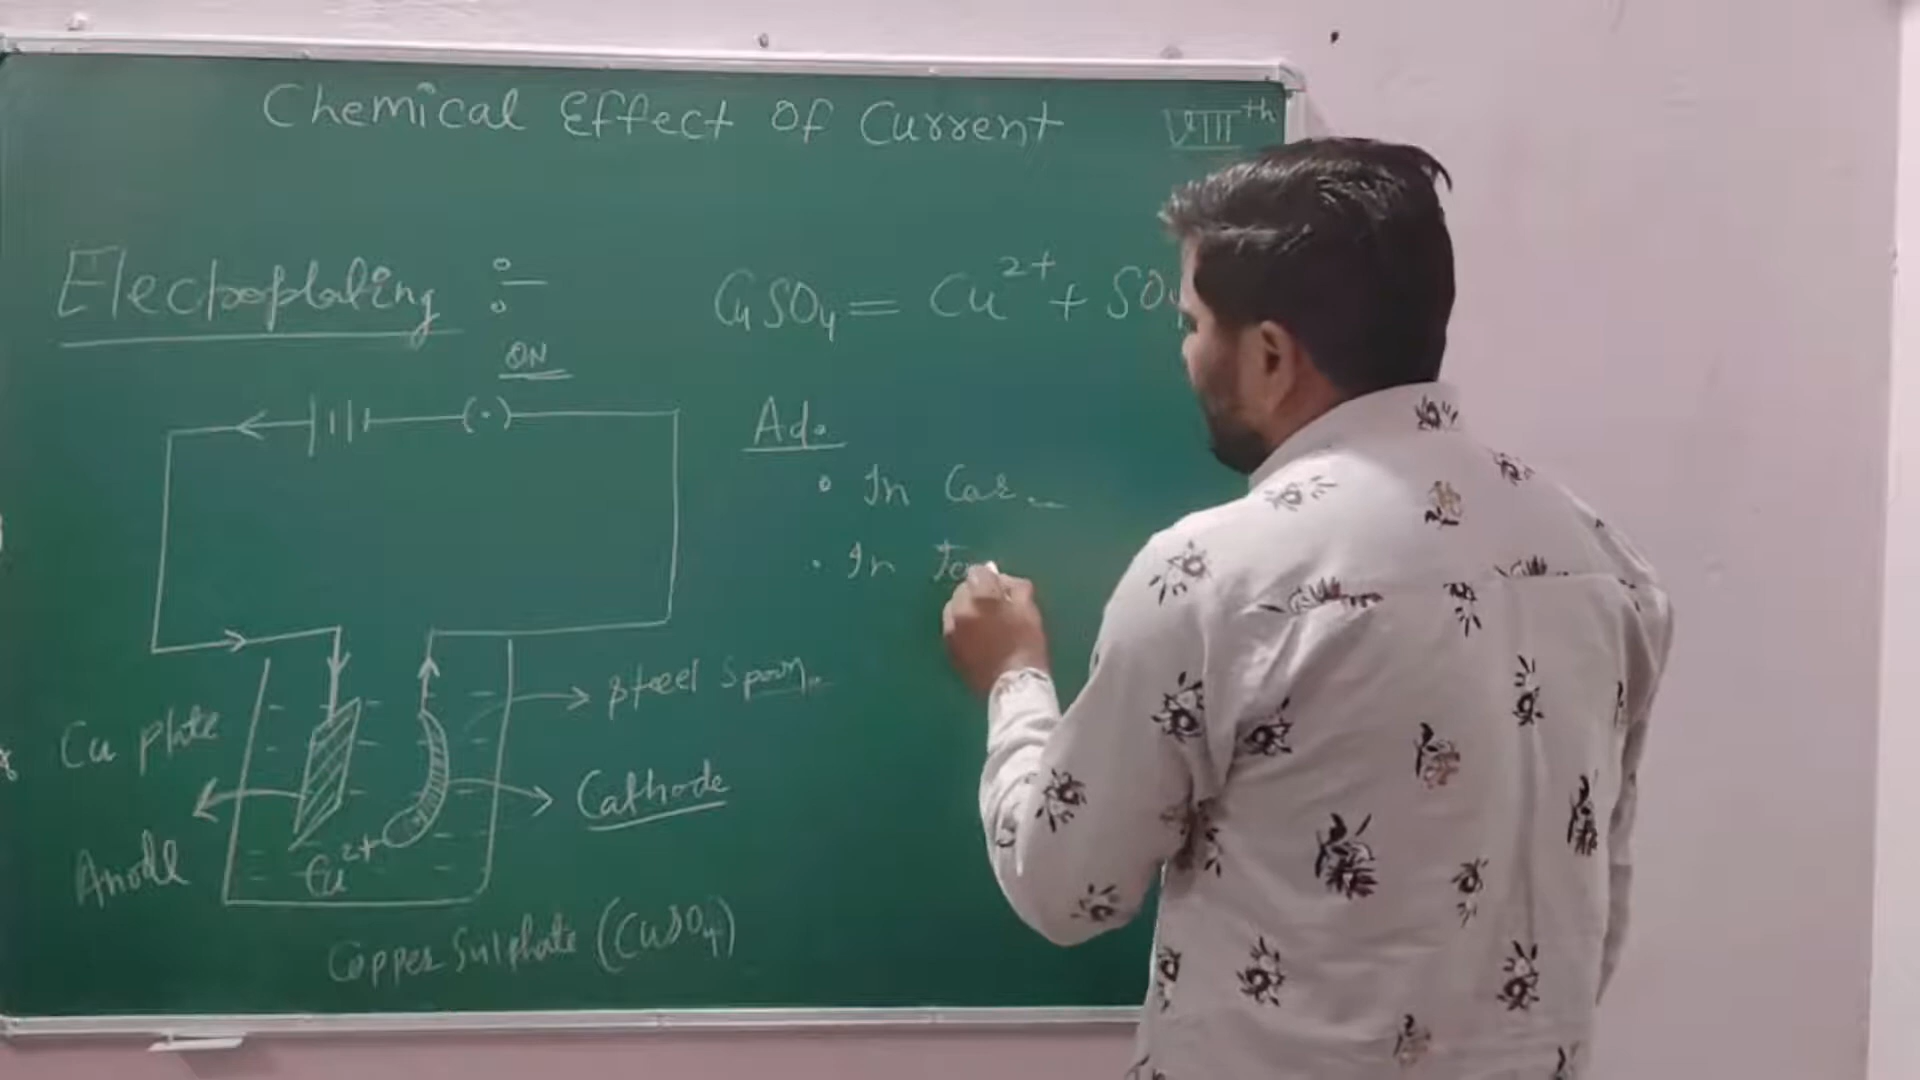 Chemical Effect Of Current
VIIIth
Electroplating :-
CuSO4 = Cu2+ + SO4
ON
Ad.
• In Car..
• In
Steel Spoon..
Cu plate
Cathode
Anode
Cu2+
Copper Sulphate (CuSO4)